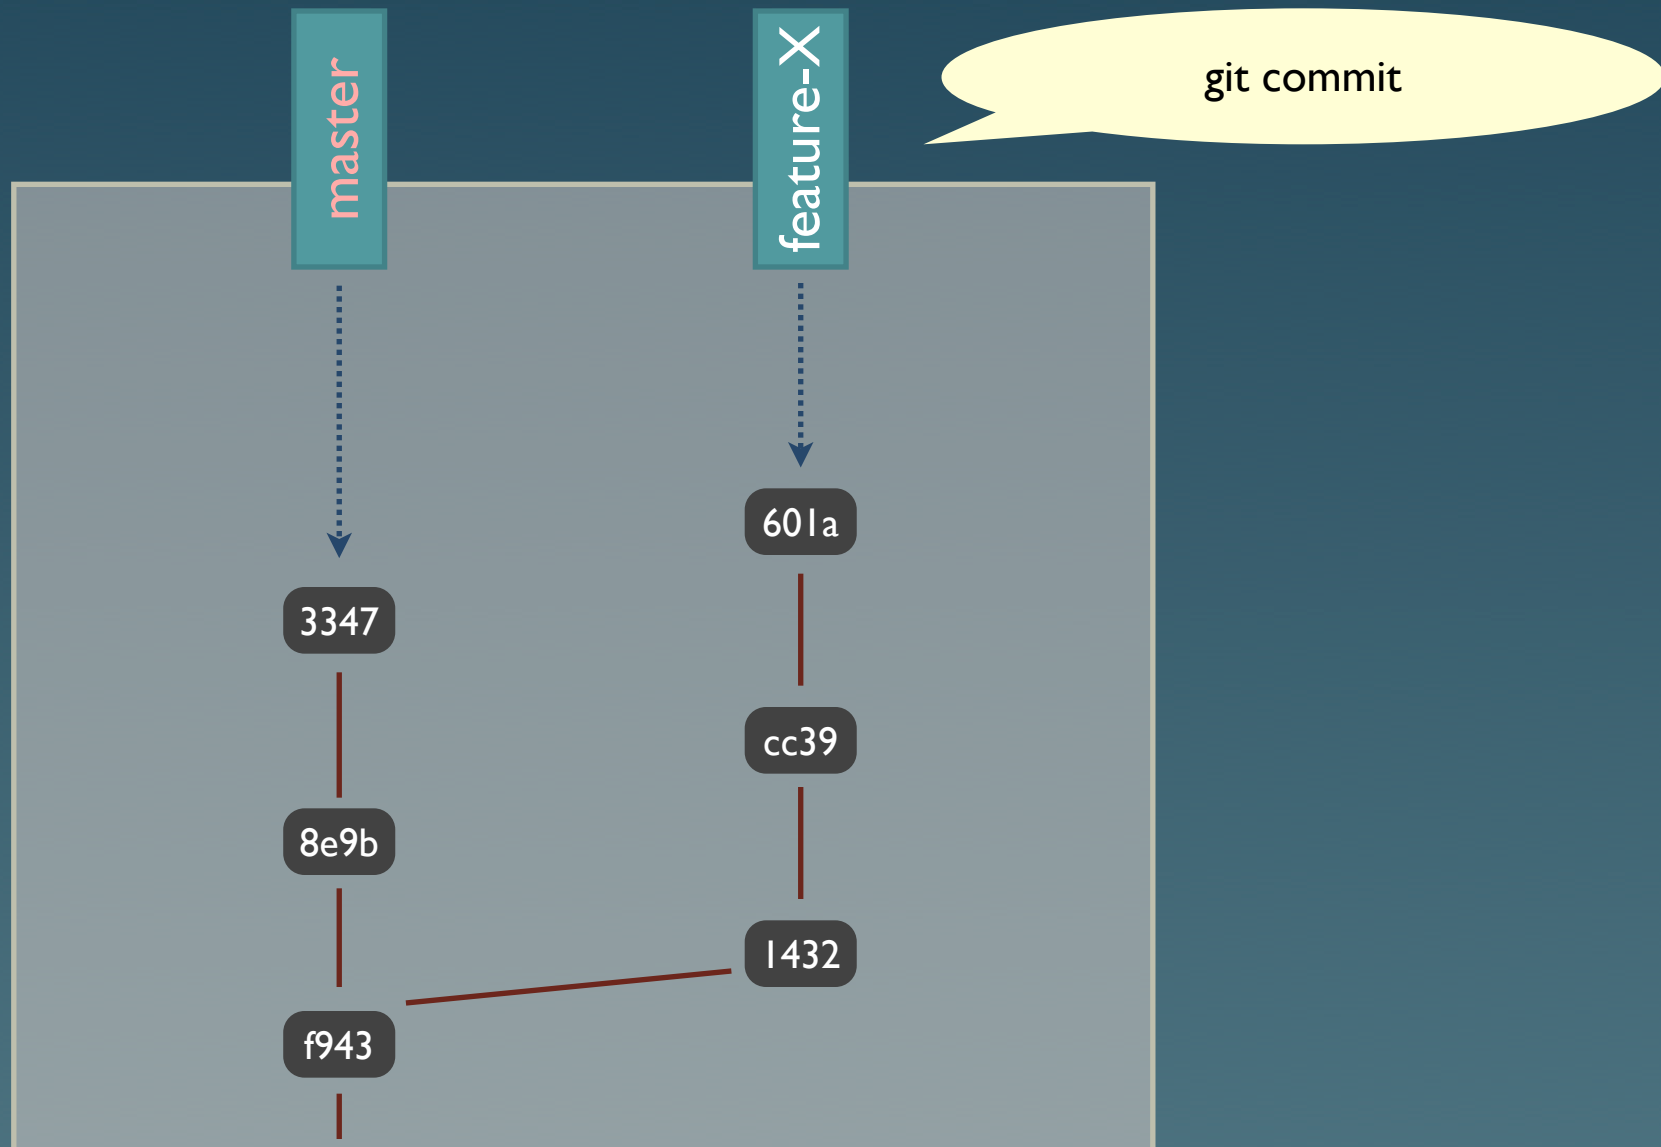 master
feature-X
git commit
601a
3347
cc39
8e9b
1432
f943